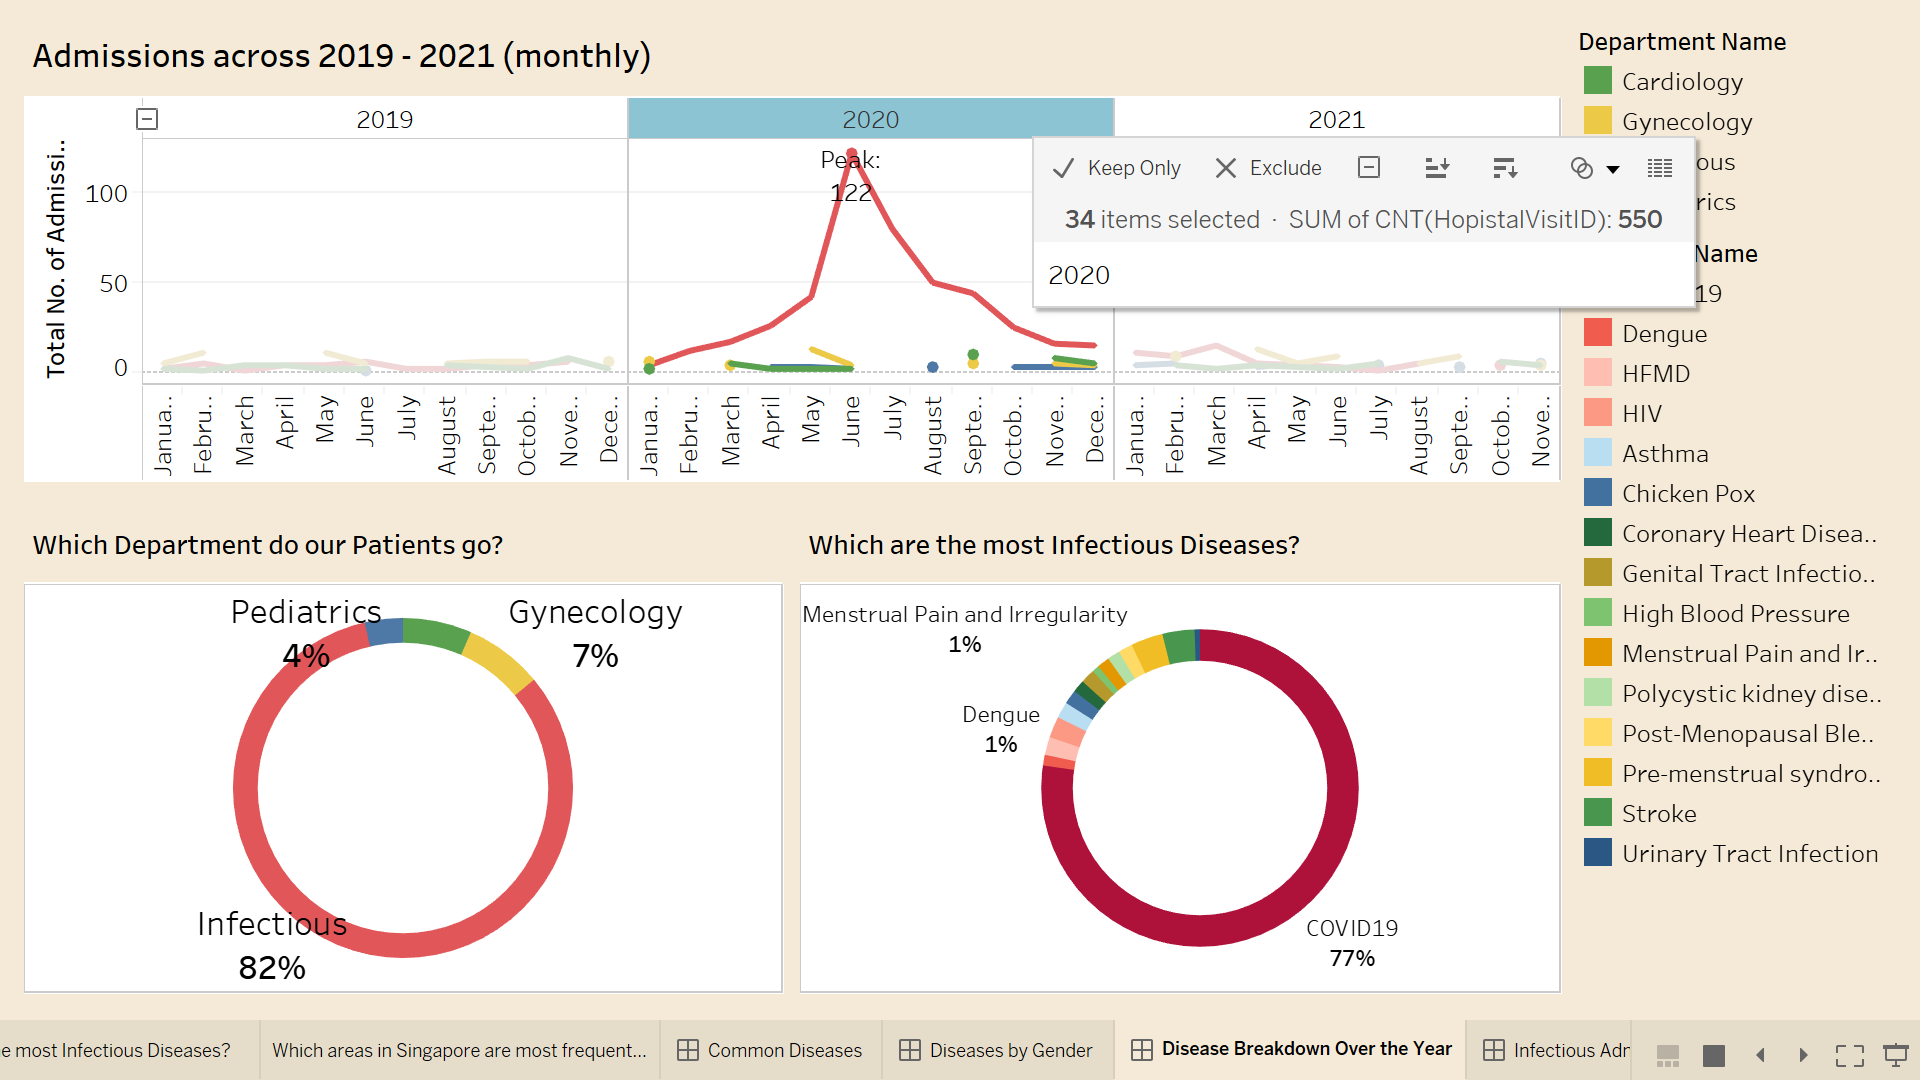 Admissions across 2019 - 2021 (monthly)
2019
2020
2021
Peak:
122
Total No. of Admissi..
100
50
0
Janua..
Febru..
March
April
May
June
July
August
Septe..
Octob..
Nove..
Dece..
Janua..
Febru..
March
April
May
June
July
August
Septe..
Octob..
Nove..
Dece..
Janua..
Febru..
March
April
May
June
July
August
Septe..
Octob..
Nove..
Keep Only
Exclude
34 items selected · SUM of CNT(HopistalVisitID): 550
2020
Department Name
Cardiology
Gynecology
ous
rics
Name
19
Dengue
HFMD
HIV
Asthma
Chicken Pox
Coronary Heart Disea..
Genital Tract Infectio..
High Blood Pressure
Menstrual Pain and Ir..
Polycystic kidney dise..
Post-Menopausal Ble..
Pre-menstrual syndro..
Stroke
Urinary Tract Infection
Which Department do our Patients go?
Pediatrics
4%
Gynecology
7%
Infectious
82%
Which are the most Infectious Diseases?
Menstrual Pain and Irregularity
1%
Dengue
1%
COVID19
77%
e most Infectious Diseases?
Which areas in Singapore are most frequent...
Common Diseases
Diseases by Gender
Disease Breakdown Over the Year
Infectious Adr